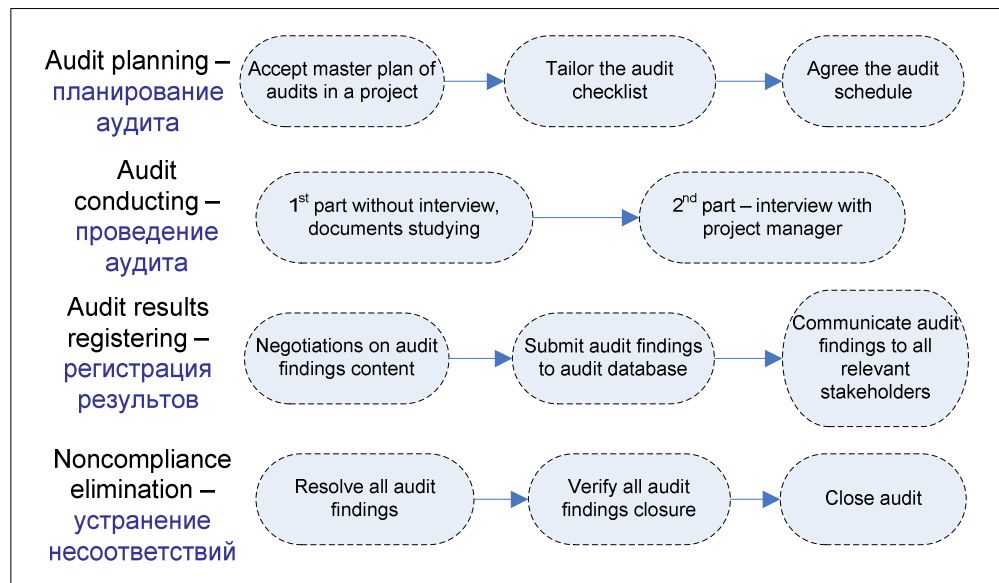 Audit planning –
планирование
аудита
Accept master plan of
audits in a project
Tailor the audit
checklist
Agree the audit
schedule
Audit
conducting –
проведение
аудита
1st part without interview,
documents studying
2nd part – interview with
project manager
Audit results
registering –
регистрация
результов
Negotiations on audit
findings content
Submit audit findings
to audit database
Communicate audit
findings to all
relevant
stakeholders
Noncompliance
elimination –
устранение
несоответствий
Resolve all audit
findings
Verify all audit
findings closure
Close audit